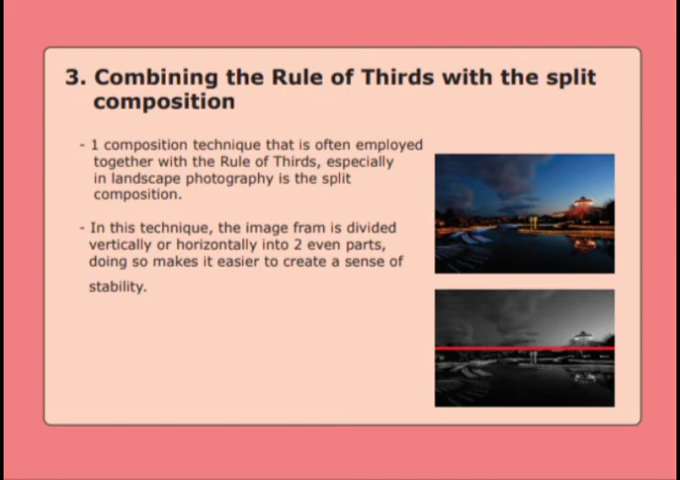 3. Combining the Rule of Thirds with the split
composition
- 1 composition technique that is often employed
together with the Rule of Thirds, especially
in landscape photography is the split
composition.
- In this technique, the image fram is divided
vertically or horizontally into 2 even parts,
doing so makes it easier to create a sense of
stability.